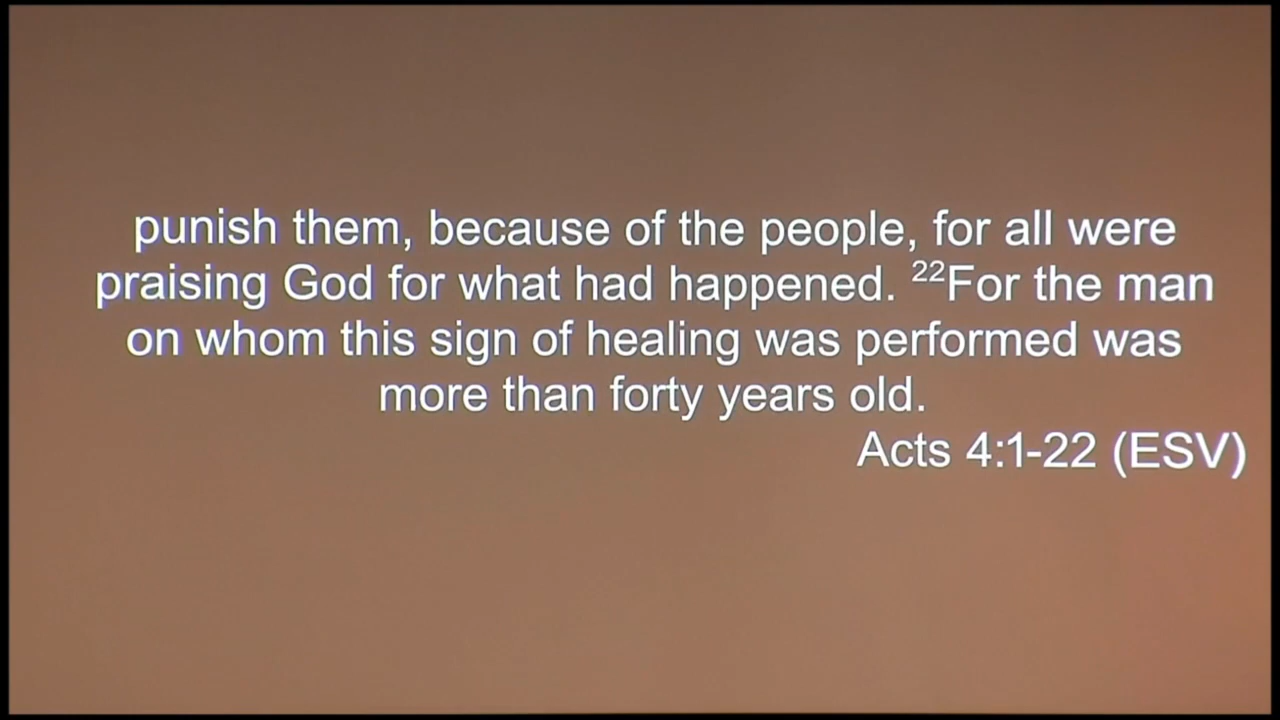 punish them, because of the people, for all were
praising God for what had happened. ²²For the man
on whom this sign of healing was performed was
more than forty years old.
Acts 4:1-22 (ESV)